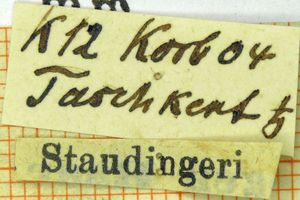 K12 Korb 04
Taschkent
Staudingeri